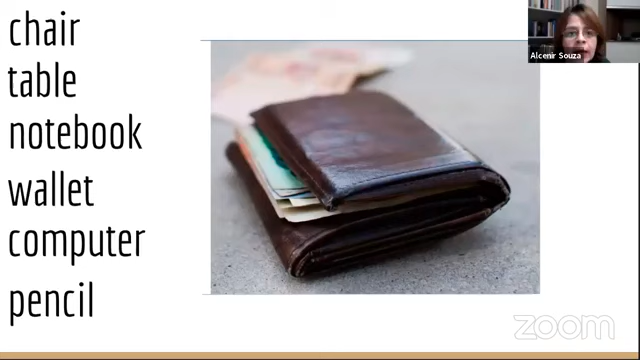 chair
table
notebook
wallet
computer
pencil
Alcenir Souza
zoom